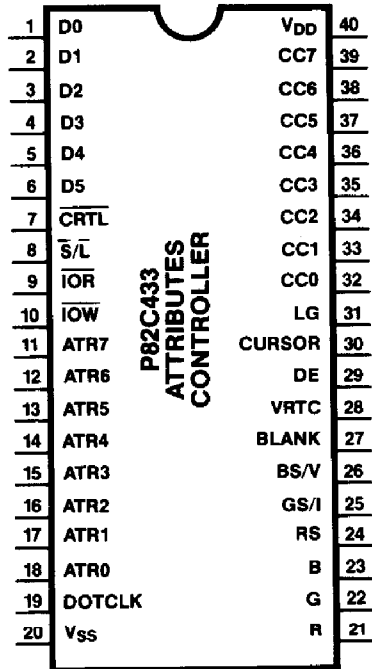 1 D0 VDD 40
2 D1 CC7 39
3 D2 CC6 38
4 D3 CC5 37
5 D4 CC4 36
6 D5 CC3 35
7 C̅R̅T̅L̅ CC2 34
8 S̅/L̅ CC1 33
9 I̅O̅R̅ CC0 32
10 I̅O̅W̅ LG 31
11 ATR7 CURSOR 30
12 ATR6 DE 29
13 ATR5 VRTC 28
14 ATR4 BLANK 27
15 ATR3 BS/V 26
16 ATR2 GS/I 25
17 ATR1 RS 24
18 ATR0 B 23
19 DOTCLK G 22
20 VSS R 21
P82C433
ATTRIBUTES
CONTROLLER